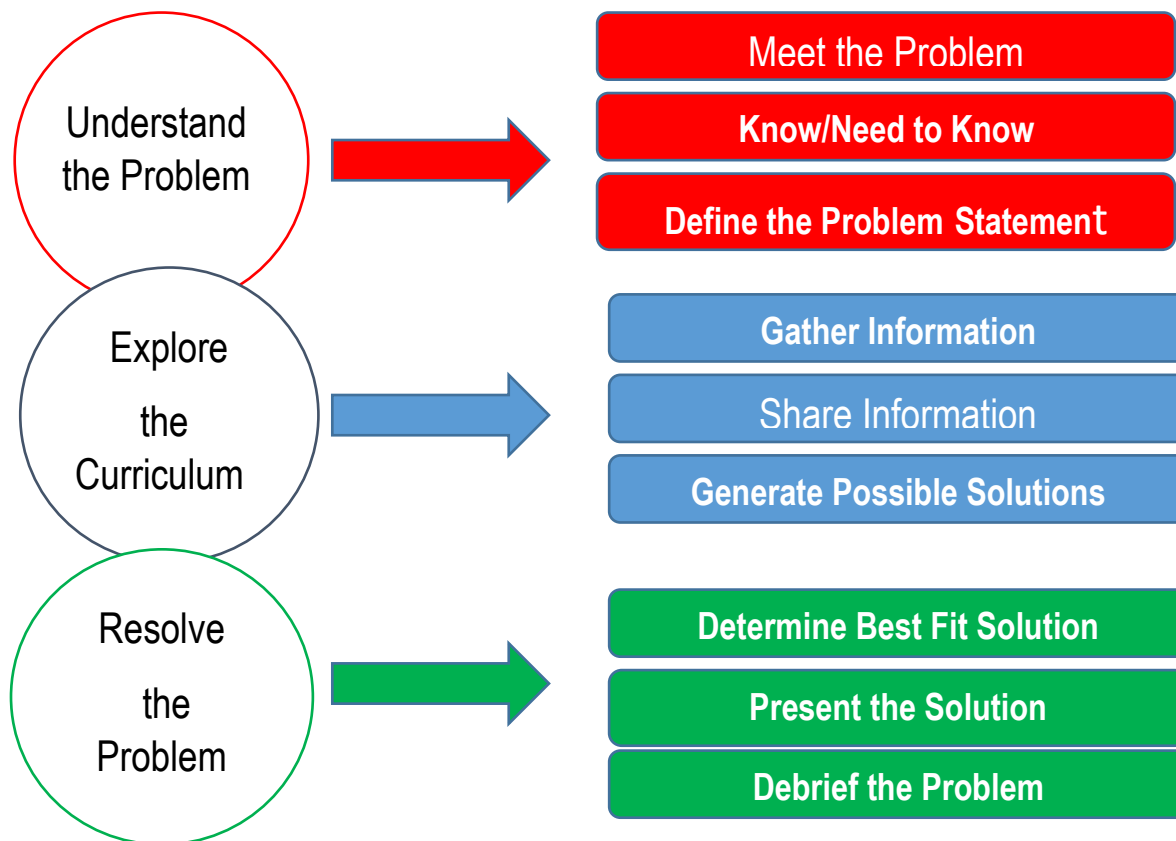 Understand
the Problem
Meet the Problem
Know/Need to Know
Define the Problem Statement
Explore
the
Curriculum
Gather Information
Share Information
Generate Possible Solutions
Resolve
the
Problem
Determine Best Fit Solution
Present the Solution
Debrief the Problem